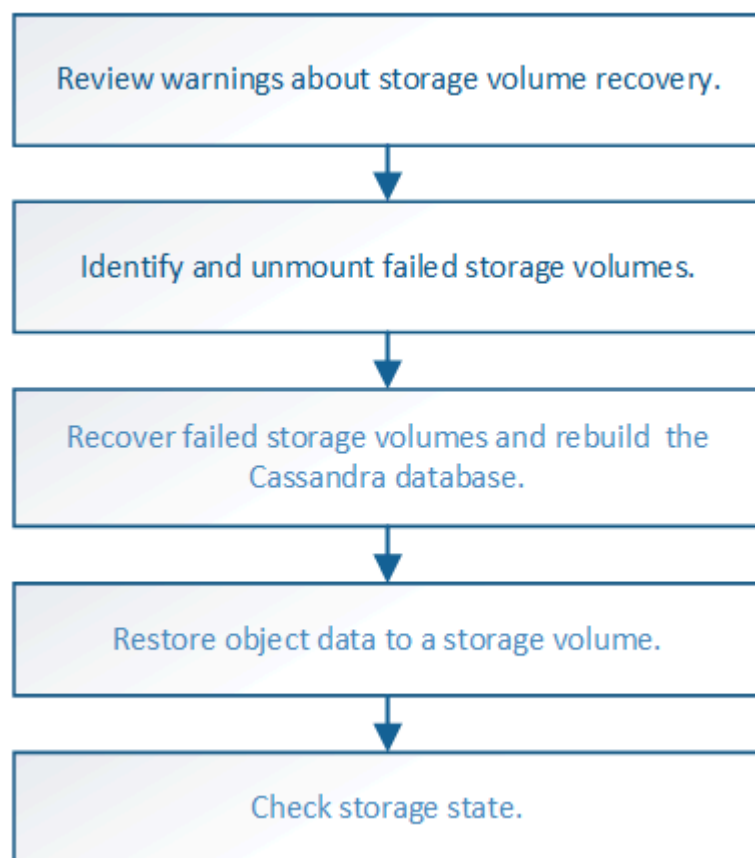 Review warnings about storage volume recovery.
Identify and unmount failed storage volumes.
Recover failed storage volumes and rebuild the
Cassandra database.
Restore object data to a storage volume.
Check storage state.